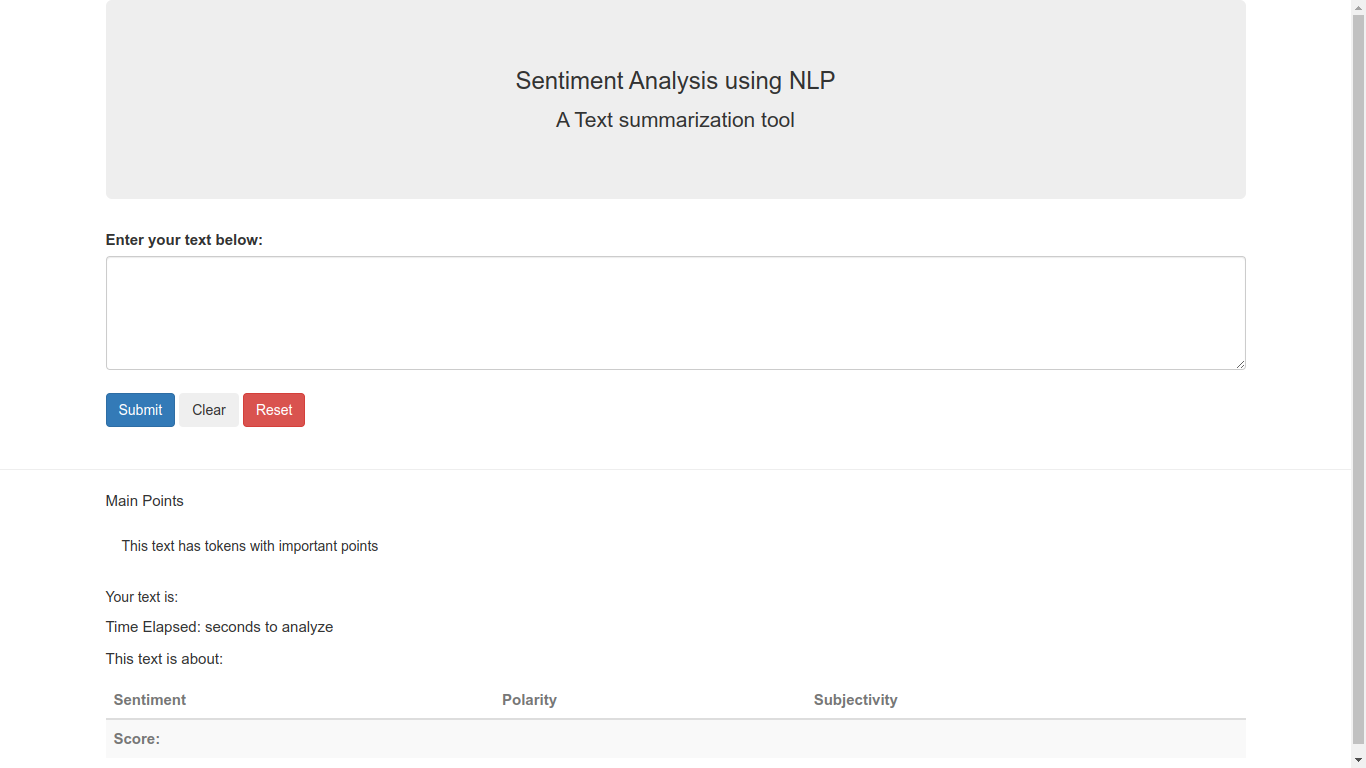 Sentiment Analysis using NLP
A Text summarization tool
Enter your text below:
Submit Clear Reset
Main Points
This text has tokens with important points
Your text is:
Time Elapsed: seconds to analyze
This text is about:
Sentiment Polarity Subjectivity
Score: